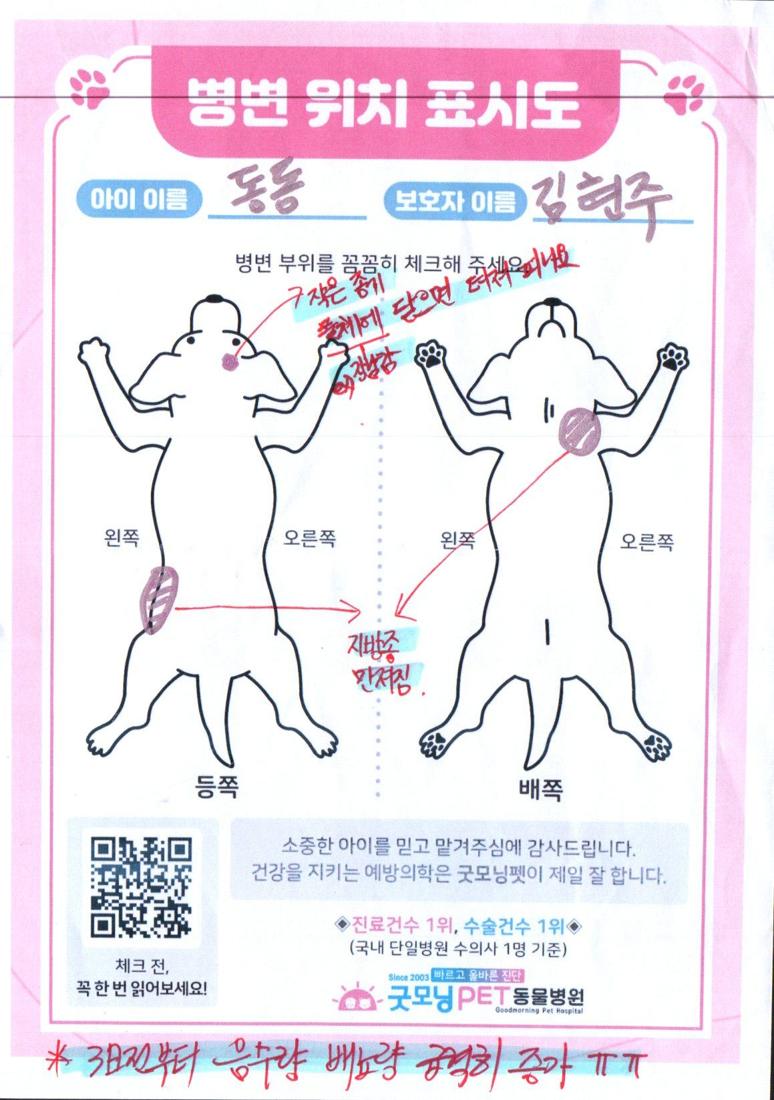 병변 위치 표시도
아이 이름 동동 보호자 이름 김현주
병변 부위를 꼼꼼히 체크해 주세요
작은 종기
물체에 닿으면 터져 피나요
ex) 장난감
왼쪽 오른쪽 왼쪽 오른쪽
지방종
만져짐.
등쪽 배쪽
소중한 아이를 믿고 맡겨주심에 감사드립니다.
건강을 지키는 예방의학은 굿모닝펫이 제일 잘 합니다.
◈진료건수 1위, 수술건수 1위◈
(국내 단일병원 수의사 1명 기준)
체크 전,
꼭 한 번 읽어보세요!
Since 2003 빠르고 올바른 진단
굿모닝PET동물병원
Goodmorning Pet Hospital
* 3일전부터 음수량 배뇨량 급격히 증가 ㅠㅠ